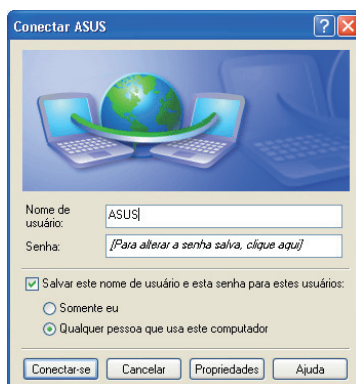 Conectar ASUS
Nome de
usuário:
ASUS
Senha:
[Para alterar a senha salva, clique aqui]
Salvar este nome de usuário e esta senha para estes usuários:
Somente eu
Qualquer pessoa que usa este computador
Conectar-se Cancelar Propriedades Ajuda